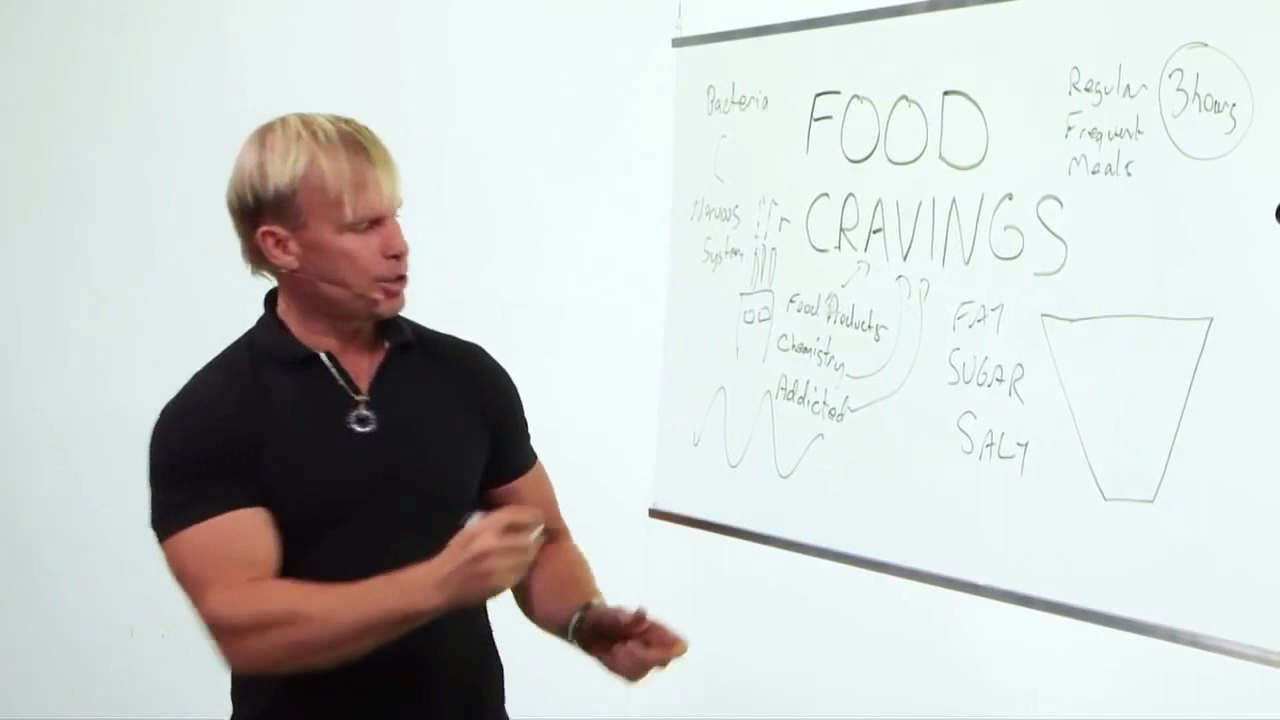 Bacteria
FOOD
CRAVINGS
Regular
Frequent
Meals
3 hours
Nervous
System
Food Products
Chemistry
Addicted
FAT
SUGAR
SALT